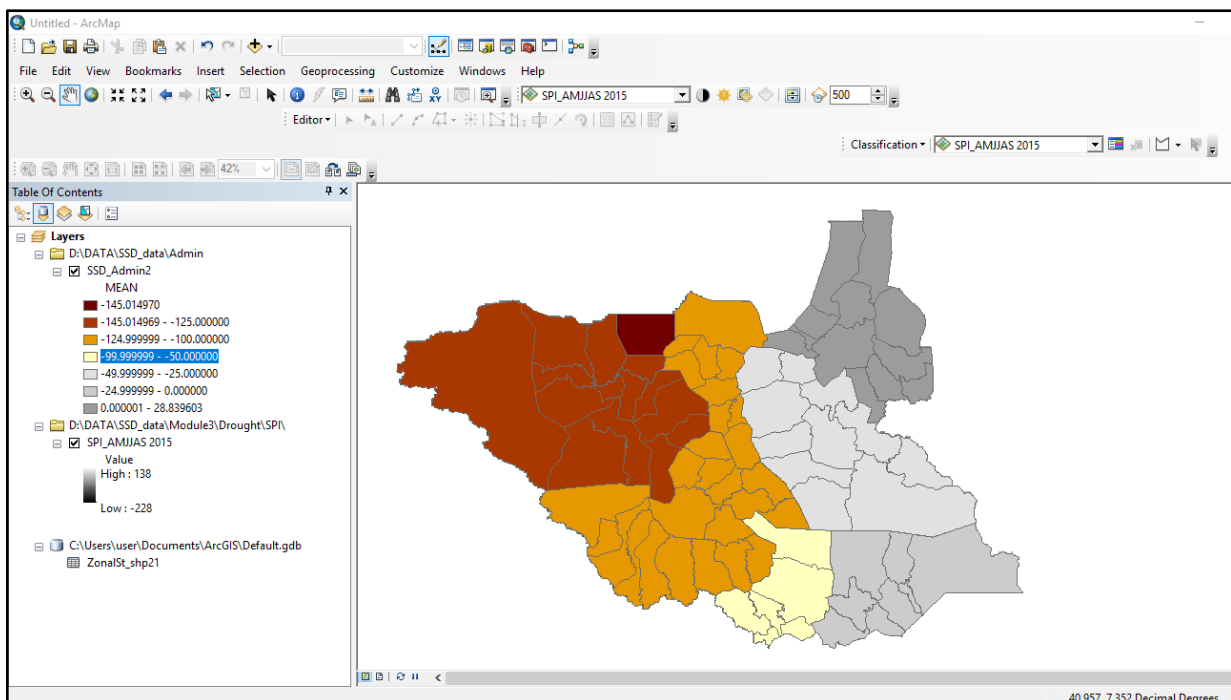 Untitled - ArcMap
File Edit View Bookmarks Insert Selection Geoprocessing Customize Windows Help
SPI_AMJJAS 2015
500
Editor
Classification
SPI_AMJJAS 2015
42%
Table Of Contents
Layers
D:\DATA\SSD_data\Admin
SSD_Admin2
MEAN
-145.014970
-145.014969 - -125.000000
-124.999999 - -100.000000
-99.999999 - -50.000000
-49.999999 - -25.000000
-24.999999 - 0.000000
0.000001 - 28.839603
D:\DATA\SSD_data\Module3\Drought\SPI\
SPI_AMJJAS 2015
Value
High : 138
Low : -228
C:\Users\user\Documents\ArcGIS\Default.gdb
ZonalSt_shp21
40.957 7.352 Decimal Degrees